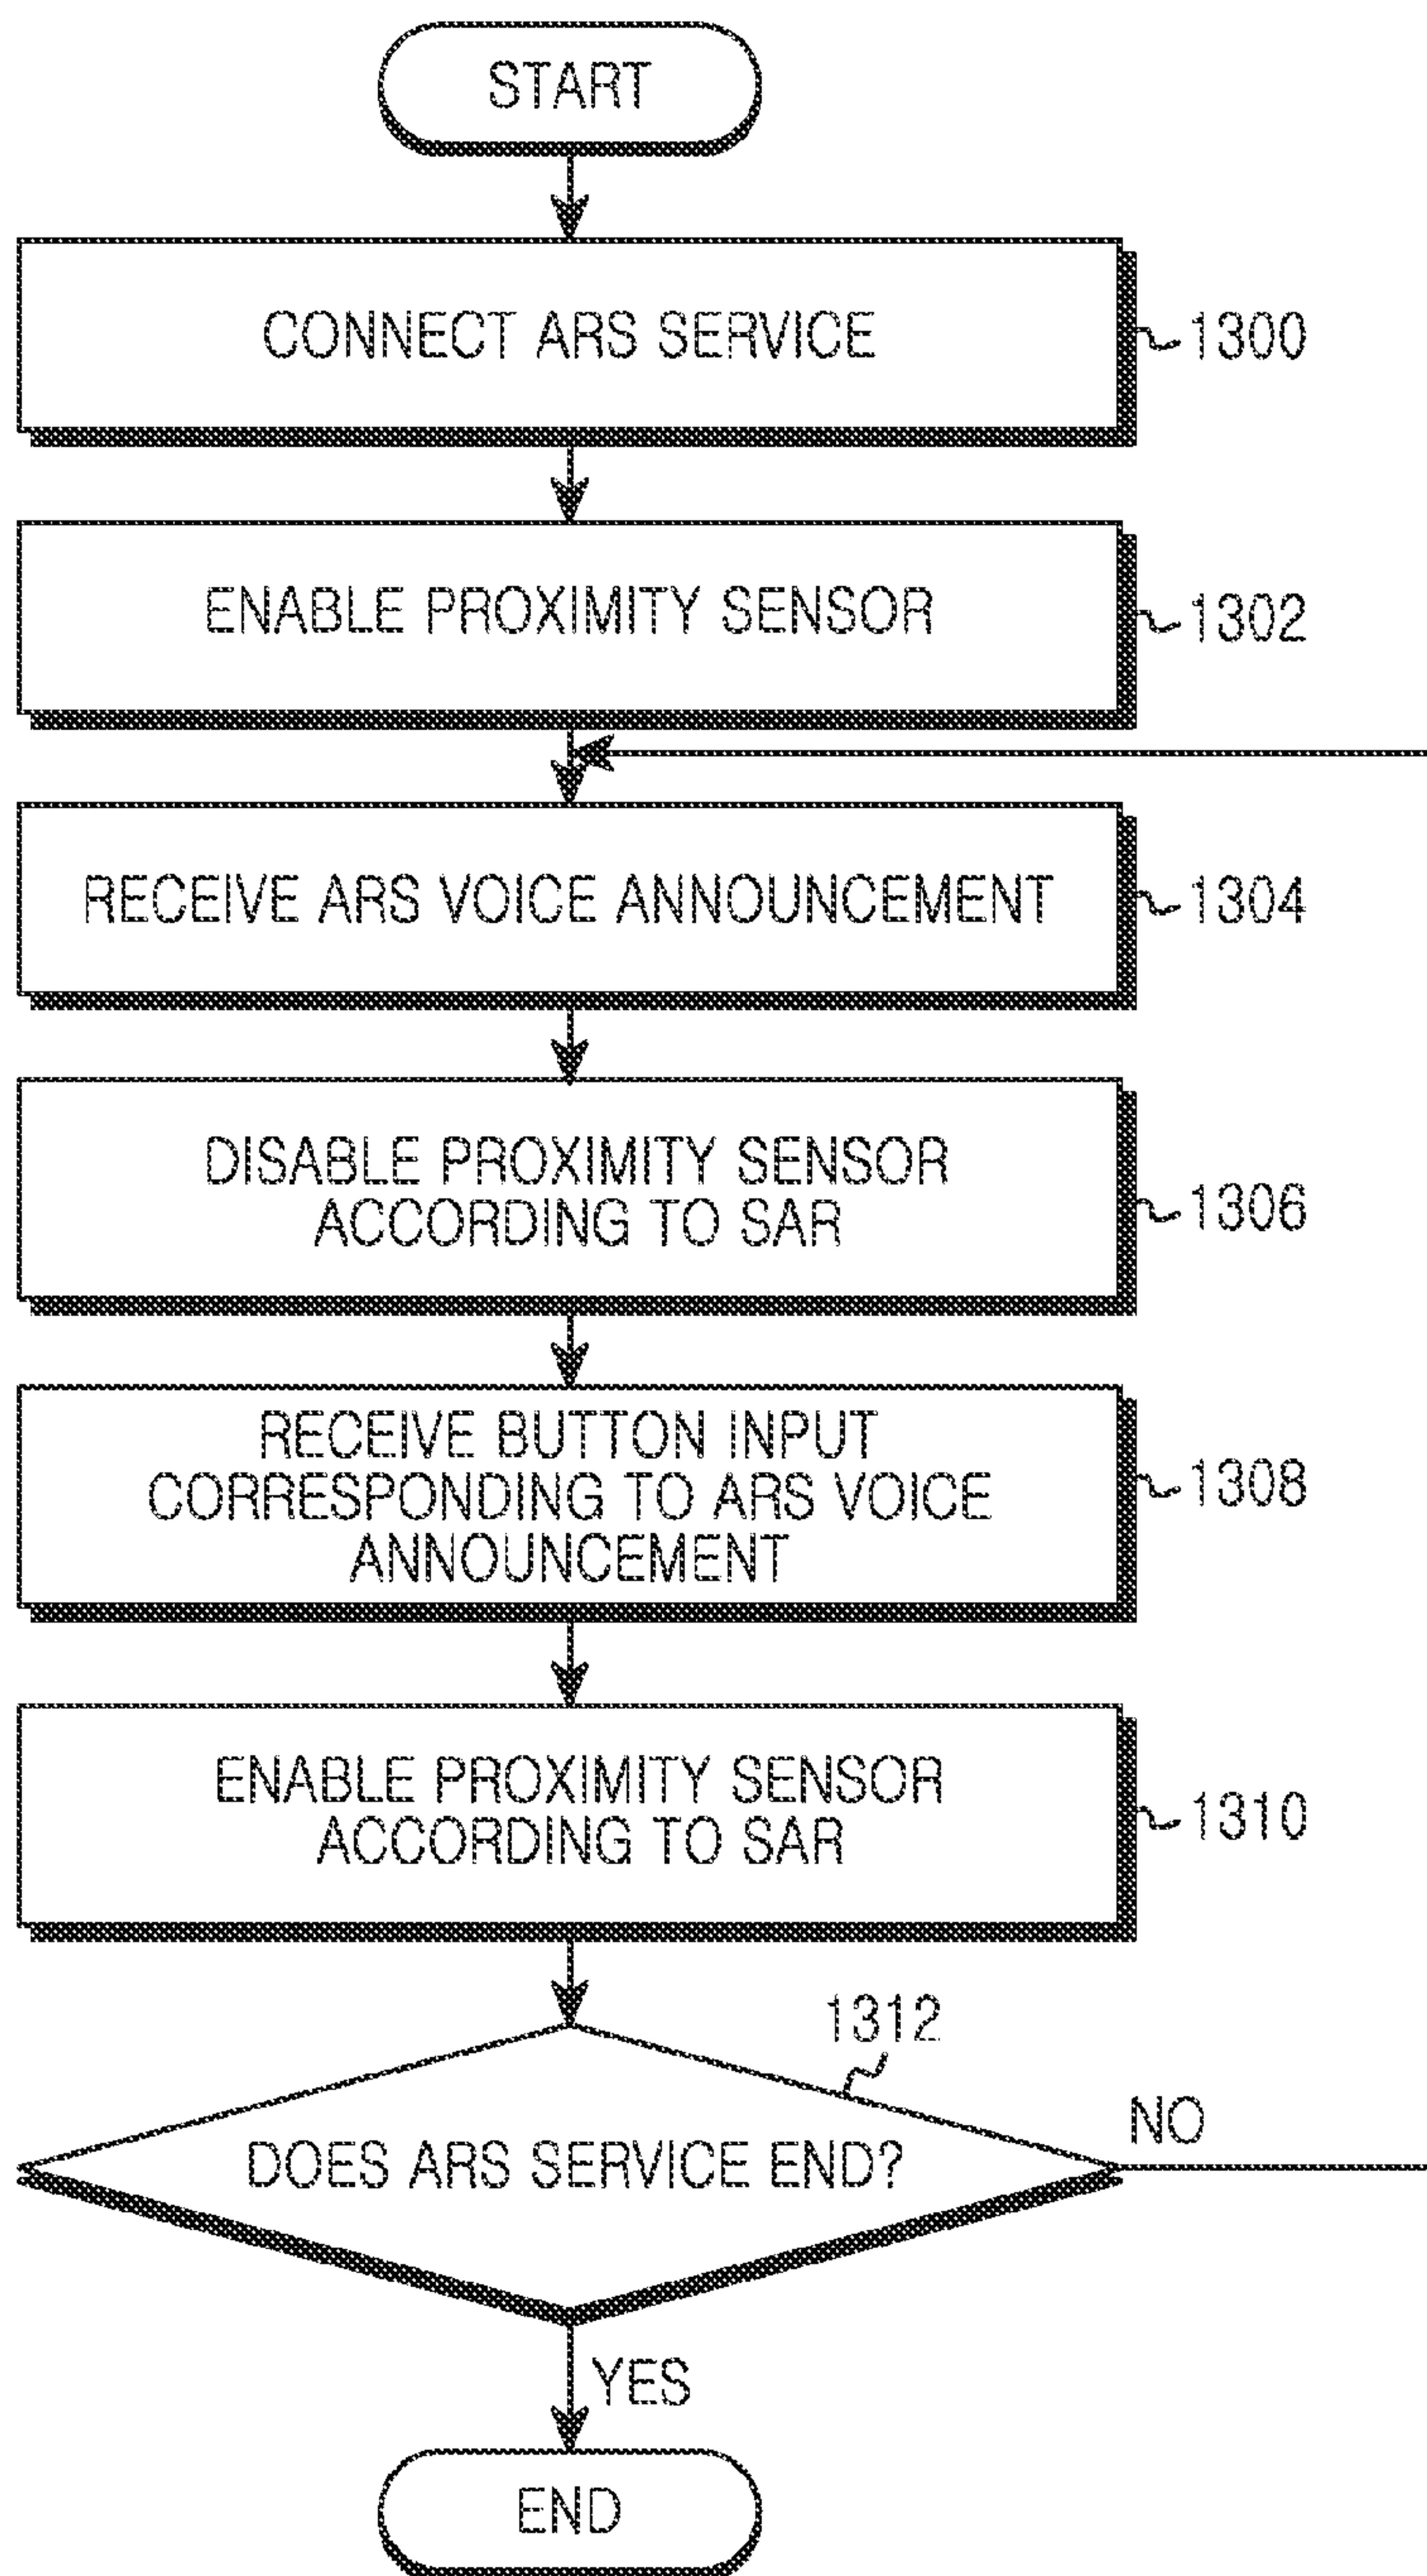 START
CONNECT ARS SERVICE
1300
ENABLE PROXIMITY SENSOR
1302
RECEIVE ARS VOICE ANNOUNCEMENT
1304
DISABLE PROXIMITY SENSOR
ACCORDING TO SAR
1306
RECEIVE BUTTON INPUT
CORRESPONDING TO ARS VOICE
ANNOUNCEMENT
1308
ENABLE PROXIMITY SENSOR
ACCORDING TO SAR
1310
1312
DOES ARS SERVICE END?
NO
YES
END